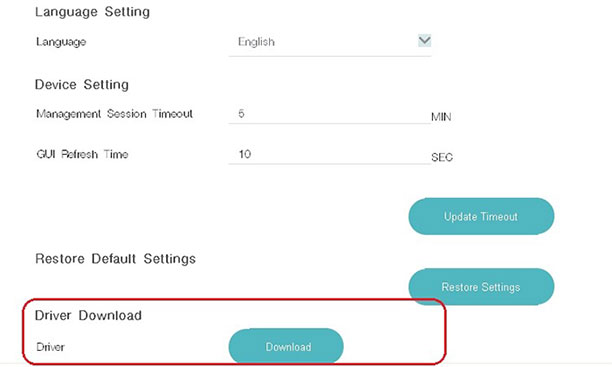 Language Setting
Language English
Device Setting
Management Session Timeout 5 MIN
GUI Refresh Time 10 SEC
Update Timeout
Restore Default Settings
Restore Settings
Driver Download
Driver Download